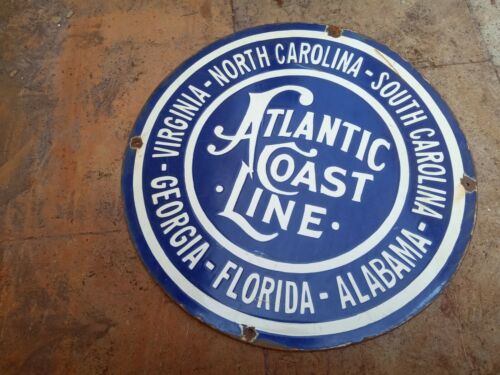 VIRGINIA - NORTH CAROLINA - SOUTH CAROLINA
- GEORGIA - FLORIDA - ALABAMA -
ATLANTIC
COAST
· LINE ·